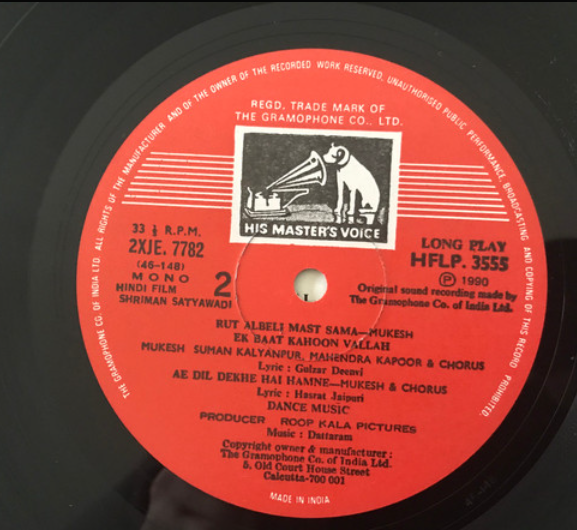 ALL RIGHTS OF THE MANUFACTURER AND OF THE OWNER OF THE RECORDED WORK RESERVED, UNAUTHORISED PUBLIC PERFORMANCE, BROADCASTING AND COPYING OF THIS RECORD PROHIBITED
REGD. TRADE MARK OF
THE GRAMOPHONE CO., LTD.
HIS MASTER'S VOICE
33 ⅓ R.P.M.
2XJE. 7782
(46-148)
MONO
HINDI FILM
SHRIMAN SATYAWADI
2
LONG PLAY
HFLP. 3555
Ⓟ 1990
Original sound recording made by
The Gramophone Co. of India Ltd.
RUT ALBELI MAST SAMA—MUKESH
EK BAAT KAHOON VALLAH
MUKESH SUMAN KALYANPUR, MAHENDRA KAPOOR & CHORUS
Lyric : Gulzar Deenvi
AE DIL DEKHE HAI HAMNE—MUKESH & CHORUS
Lyric : Hasrat Jaipuri
DANCE MUSIC
PRODUCER ROOP KALA PICTURES
Music : Dattaram
Copyright owner & manufacturer :
The Gramophone Co. of India Ltd.
5, Old Court House Street
Calcutta-700 001
THE GRAMOPHONE CO. OF INDIA LTD.
MADE IN INDIA